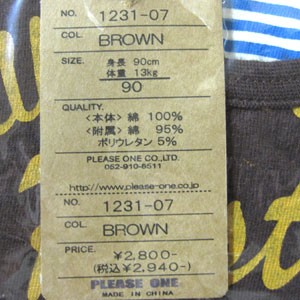 NO. 1231-07
COL. BROWN
SIZE. 身長 90cm
体重 13kg
90
QUALITY.
<本体> 綿 100%
<附属> 綿 95%
ポリウレタン 5%
PLEASE ONE CO.,LTD.
052-910-6511
http://www.please-one.co.jp
NO. 1231-07
COL. BROWN
PRICE. ¥2,800-
(税込¥2,940-)
PLEASE ONE.
MADE IN CHINA